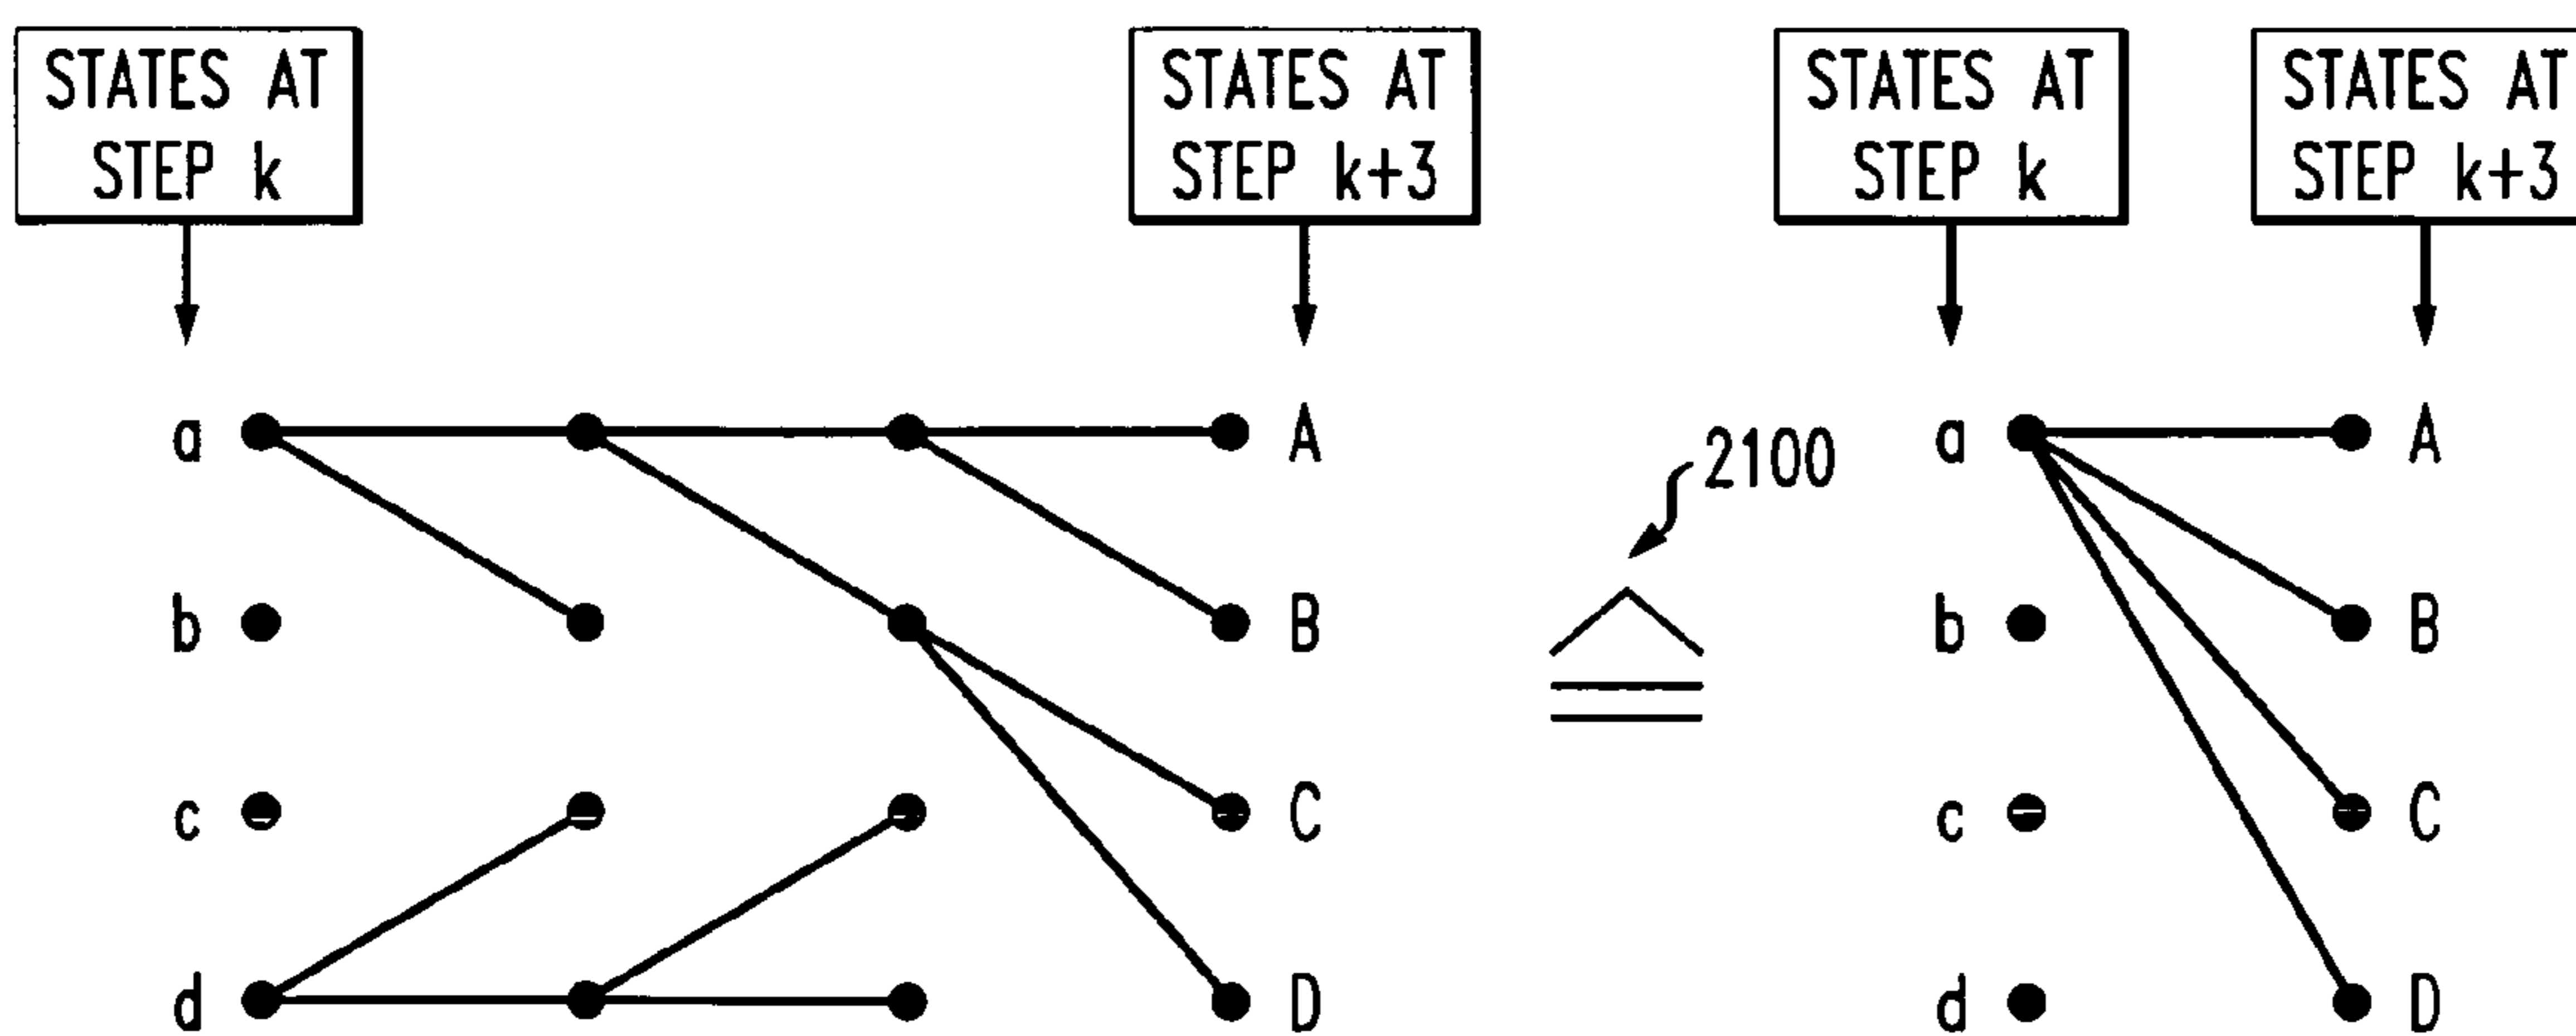 STATES AT
STEP k
STATES AT
STEP k+3
STATES AT
STEP k
STATES AT
STEP k+3
a
A
b
B
c
C
d
D
2100
a
A
b
B
c
C
d
D